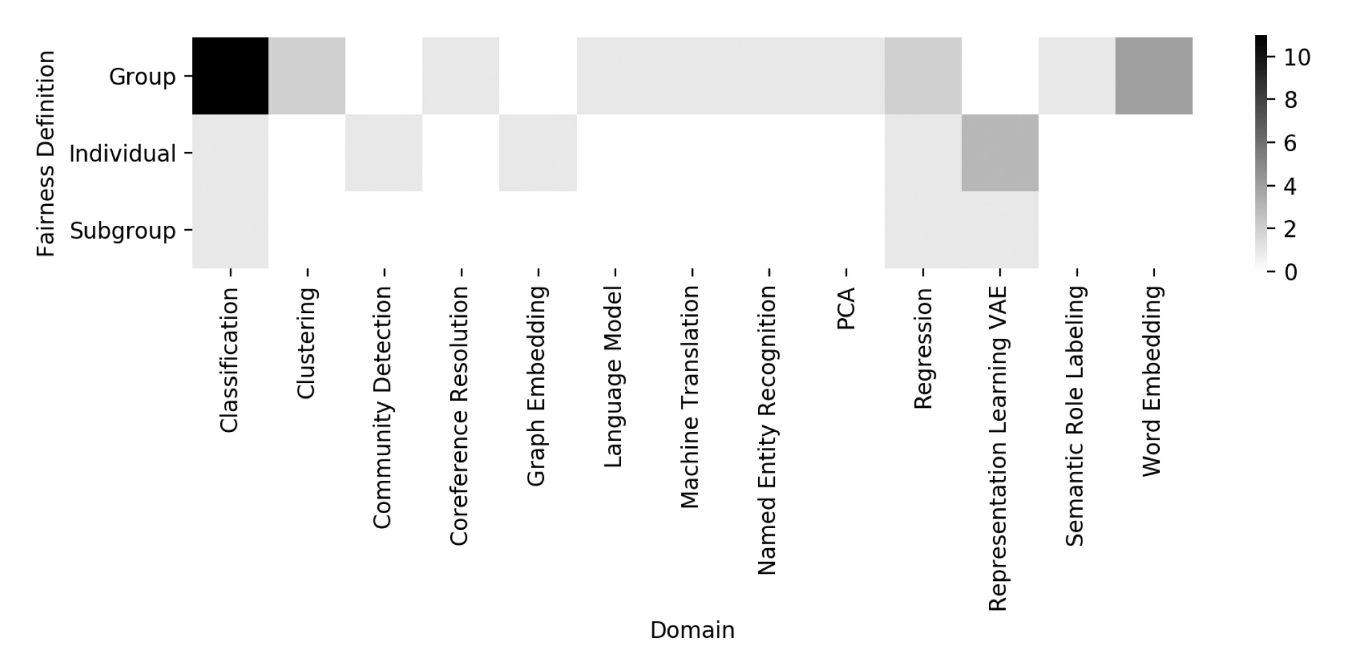 Fairness Definition
Group
Individual
Subgroup
Classification
Clustering
Community Detection
Coreference Resolution
Graph Embedding
Language Model
Machine Translation
Named Entity Recognition
PCA
Regression
Representation Learning VAE
Semantic Role Labeling
Word Embedding
Domain
10
8
6
4
2
0